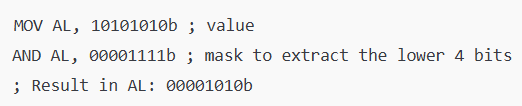 MOV AL, 10101010b ; value
AND AL, 00001111b ; mask to extract the lower 4 bits
; Result in AL: 00001010b